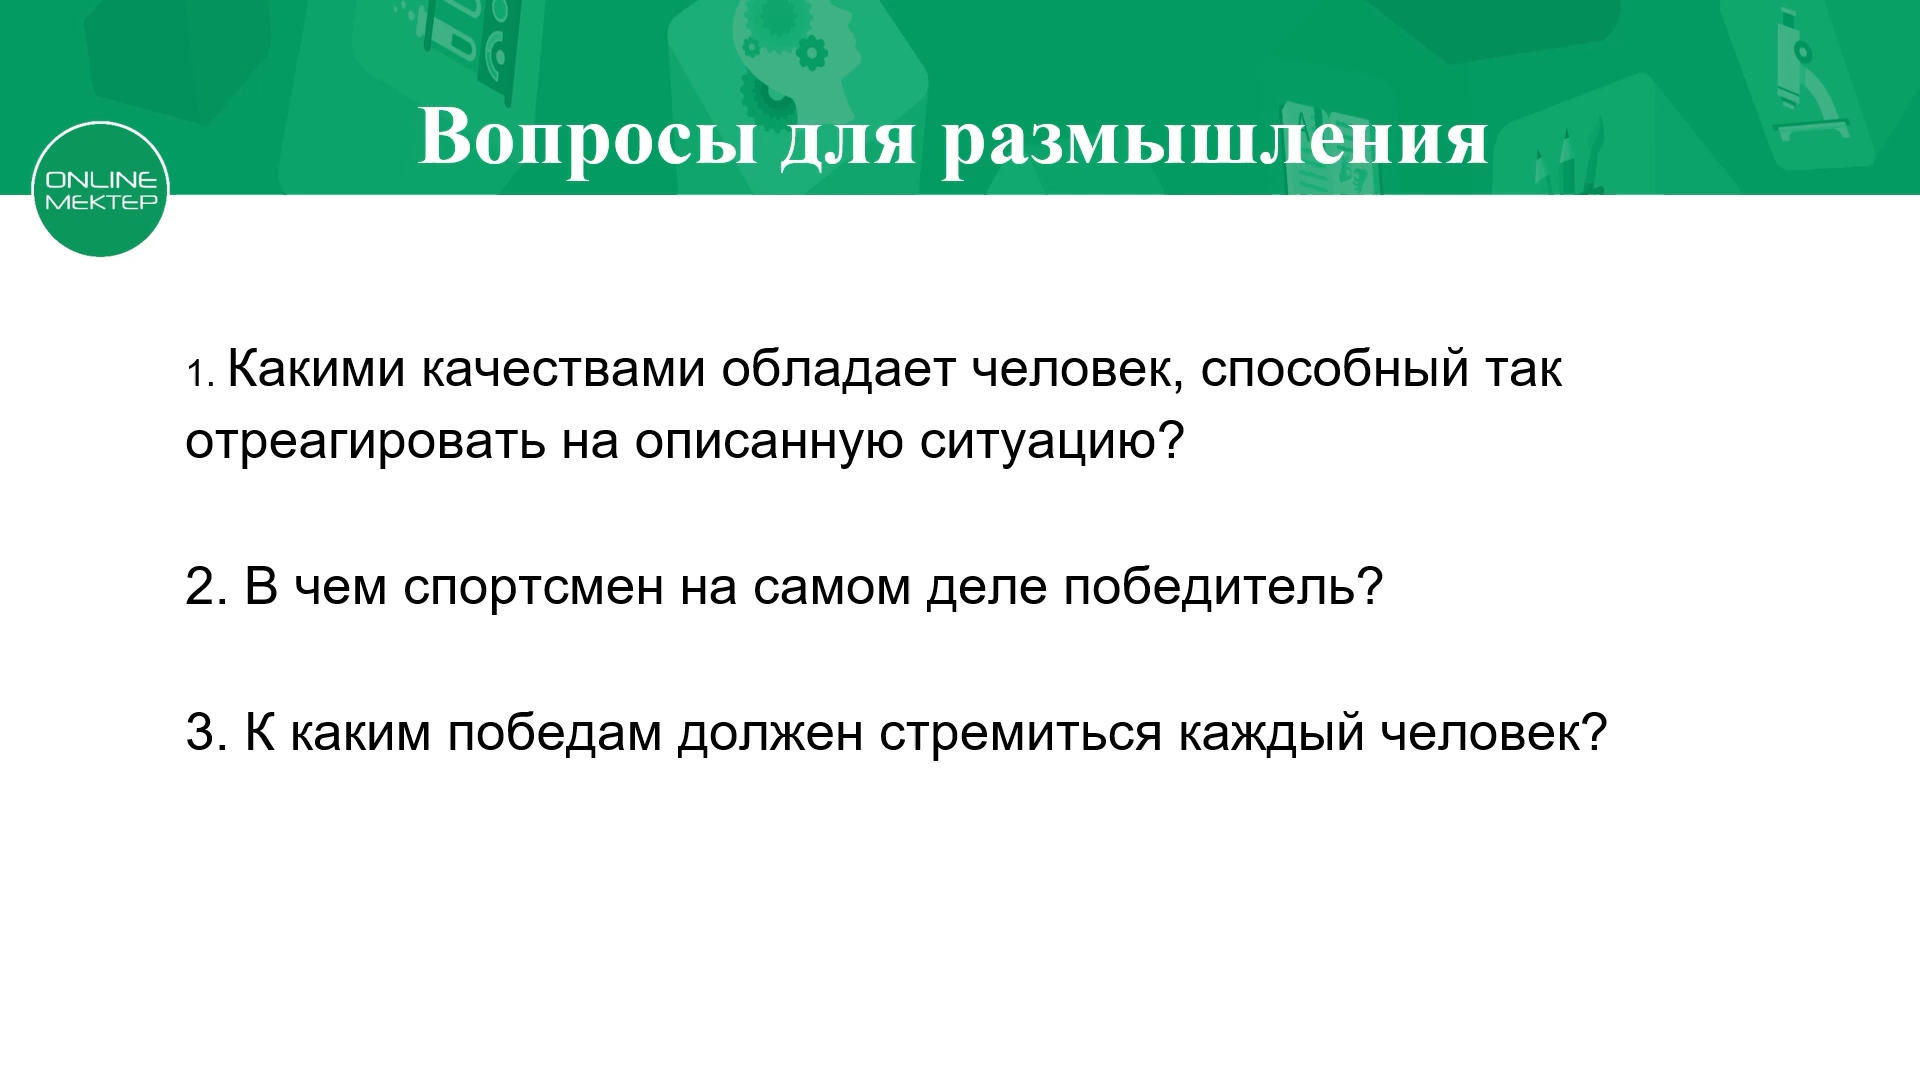 Вопросы для размышления
ONLINE
MEKTEP
1. Какими качествами обладает человек, способный так
отреагировать на описанную ситуацию?
2. В чем спортсмен на самом деле победитель?
3. К каким победам должен стремиться каждый человек?